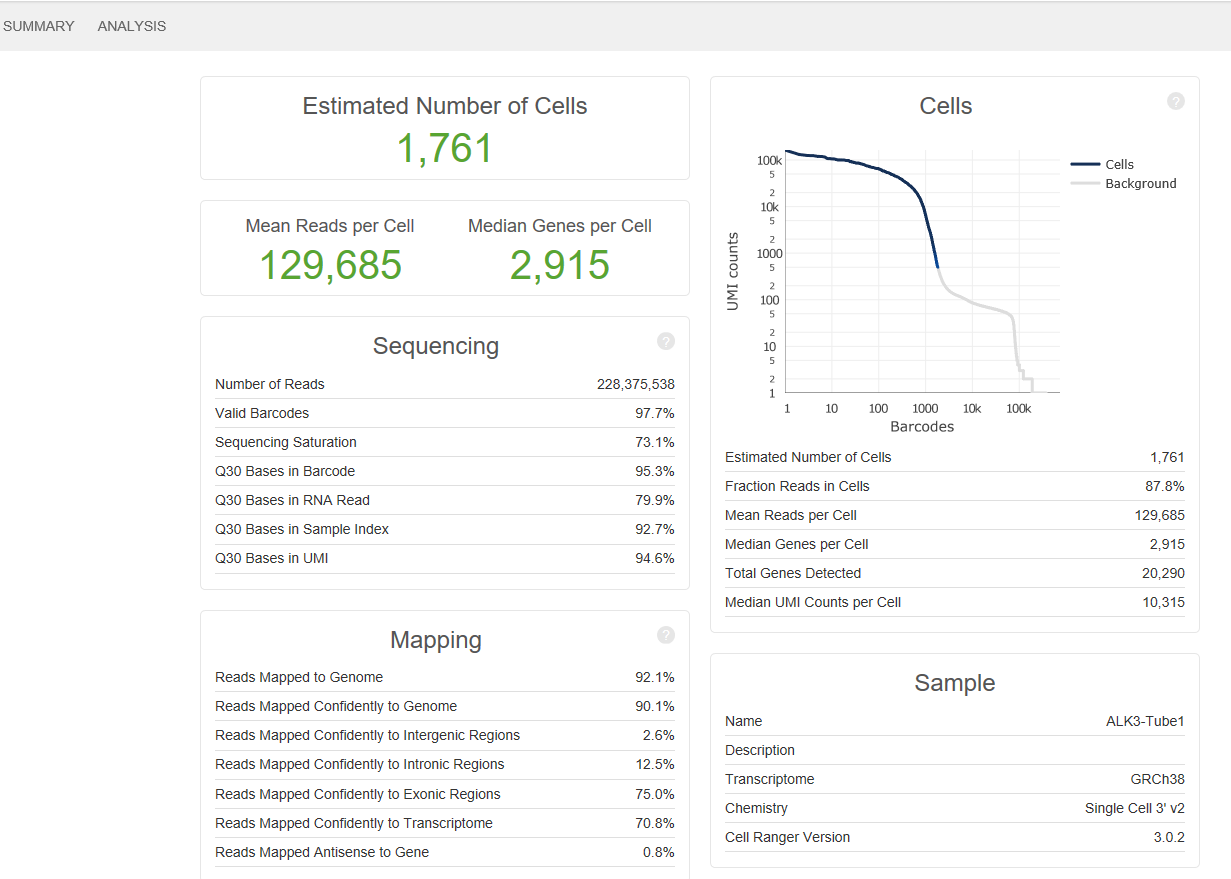 SUMMARY ANALYSIS
Estimated Number of Cells
1,761
Mean Reads per Cell Median Genes per Cell
129,685 2,915
Sequencing ?
Number of Reads 228,375,538
Valid Barcodes 97.7%
Sequencing Saturation 73.1%
Q30 Bases in Barcode 95.3%
Q30 Bases in RNA Read 79.9%
Q30 Bases in Sample Index 92.7%
Q30 Bases in UMI 94.6%
Mapping ?
Reads Mapped to Genome 92.1%
Reads Mapped Confidently to Genome 90.1%
Reads Mapped Confidently to Intergenic Regions 2.6%
Reads Mapped Confidently to Intronic Regions 12.5%
Reads Mapped Confidently to Exonic Regions 75.0%
Reads Mapped Confidently to Transcriptome 70.8%
Reads Mapped Antisense to Gene 0.8%
Cells ?
Cells
Background
UMI counts
100k
5
2
10k
5
2
1000
5
2
100
5
2
10
5
2
1
1 10 100 1000 10k 100k
Barcodes
Estimated Number of Cells 1,761
Fraction Reads in Cells 87.8%
Mean Reads per Cell 129,685
Median Genes per Cell 2,915
Total Genes Detected 20,290
Median UMI Counts per Cell 10,315
Sample
Name ALK3-Tube1
Description
Transcriptome GRCh38
Chemistry Single Cell 3' v2
Cell Ranger Version 3.0.2